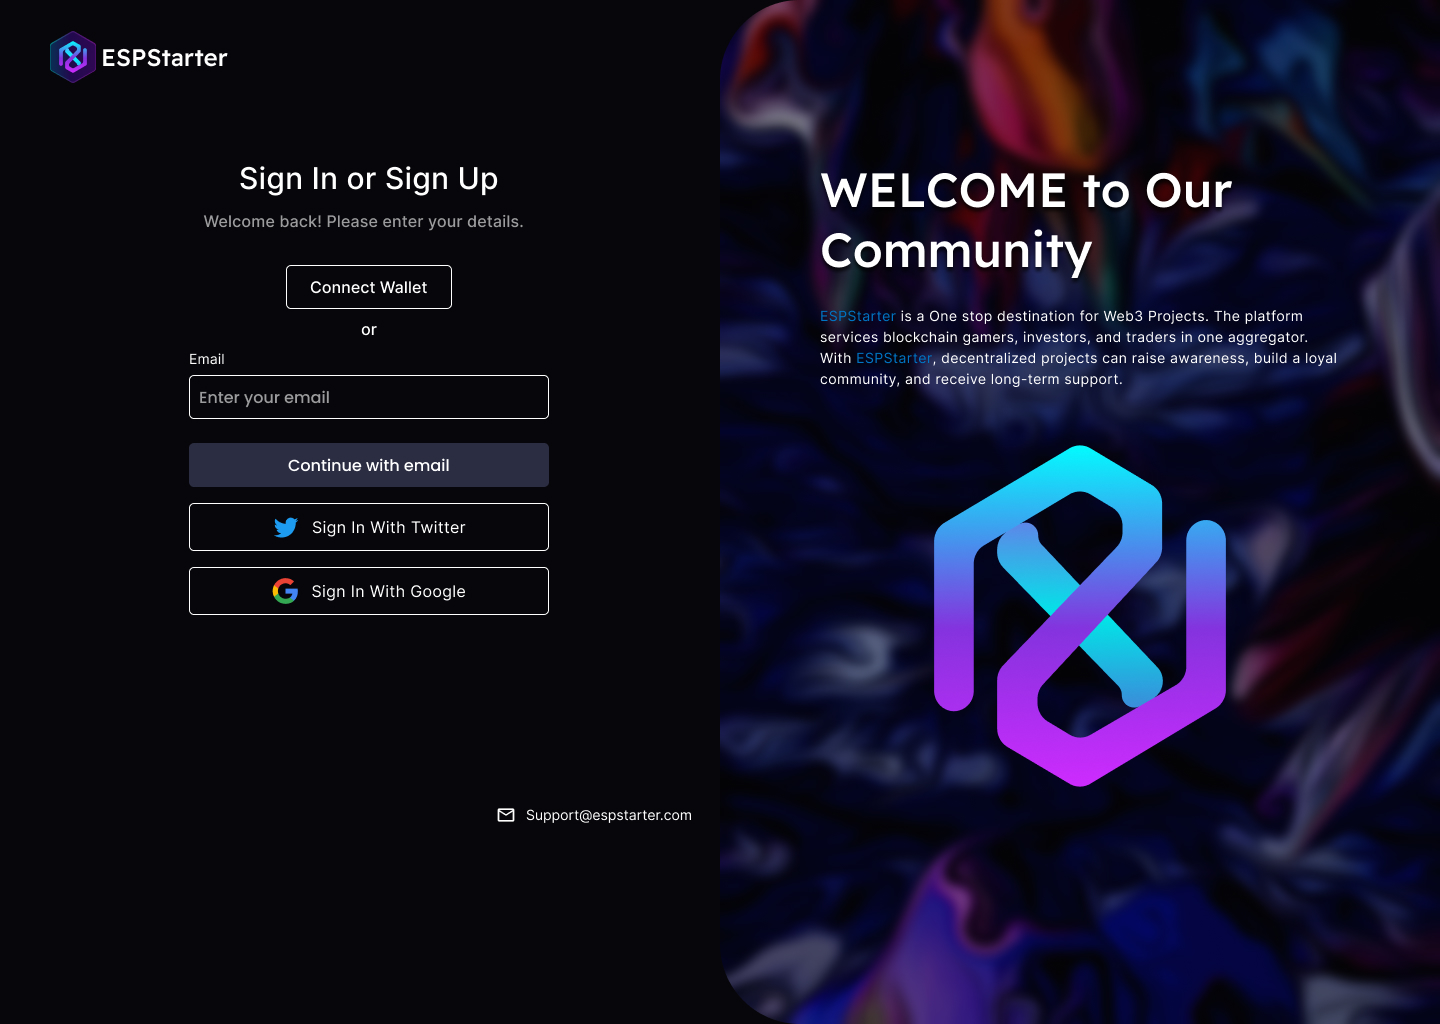 ESPStarter
Sign In or Sign Up
Welcome back! Please enter your details.
Connect Wallet
or
Email
Enter your email
Continue with email
Sign In With Twitter
Sign In With Google
Support@espstarter.com
WELCOME to Our
Community
ESPStarter is a One stop destination for Web3 Projects. The platform
services blockchain gamers, investors, and traders in one aggregator.
With ESPStarter, decentralized projects can raise awareness, build a loyal
community, and receive long-term support.